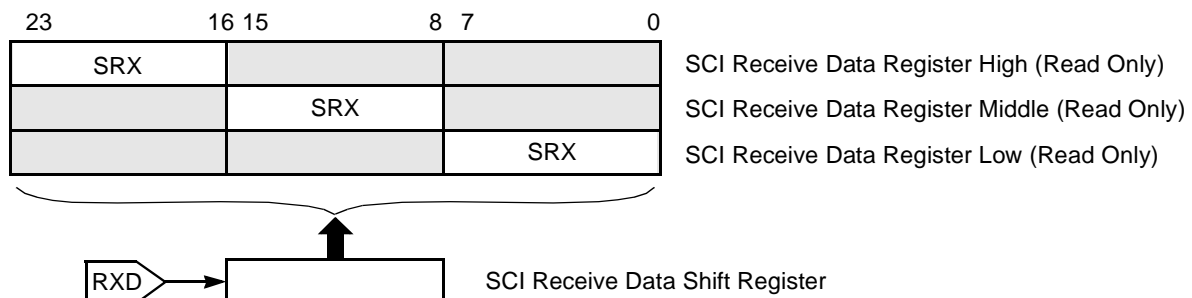 23 16 15 8 7 0
SRX SCI Receive Data Register High (Read Only)
SRX SCI Receive Data Register Middle (Read Only)
SRX SCI Receive Data Register Low (Read Only)
RXD SCI Receive Data Shift Register